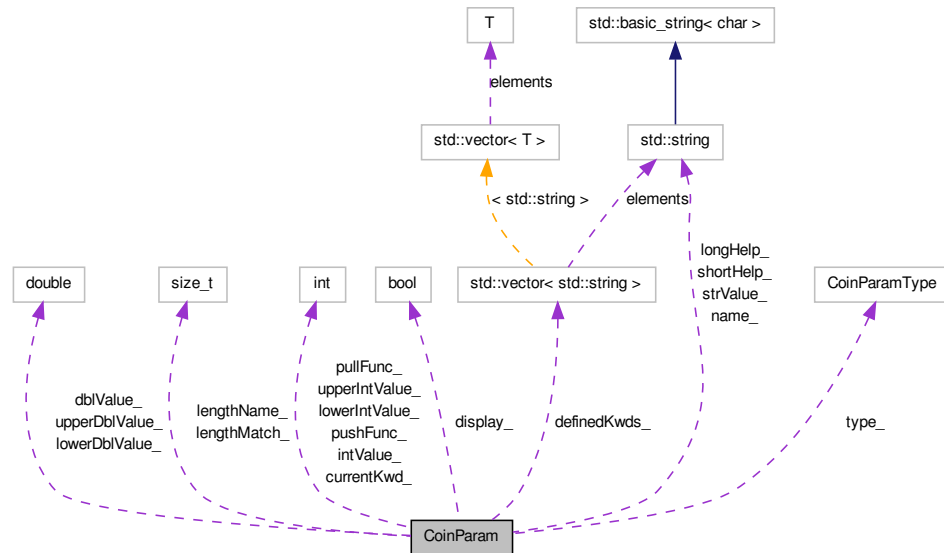 T
std::basic_string< char >
elements
std::vector< T >
std::string
< std::string >
elements
longHelp_
shortHelp_
strValue_
name_
double
size_t
int
bool
std::vector< std::string >
CoinParamType
dblValue_
upperDblValue_
lowerDblValue_
lengthName_
lengthMatch_
pullFunc_
upperIntValue_
lowerIntValue_
pushFunc_
intValue_
currentKwd_
display_
definedKwds_
type_
CoinParam